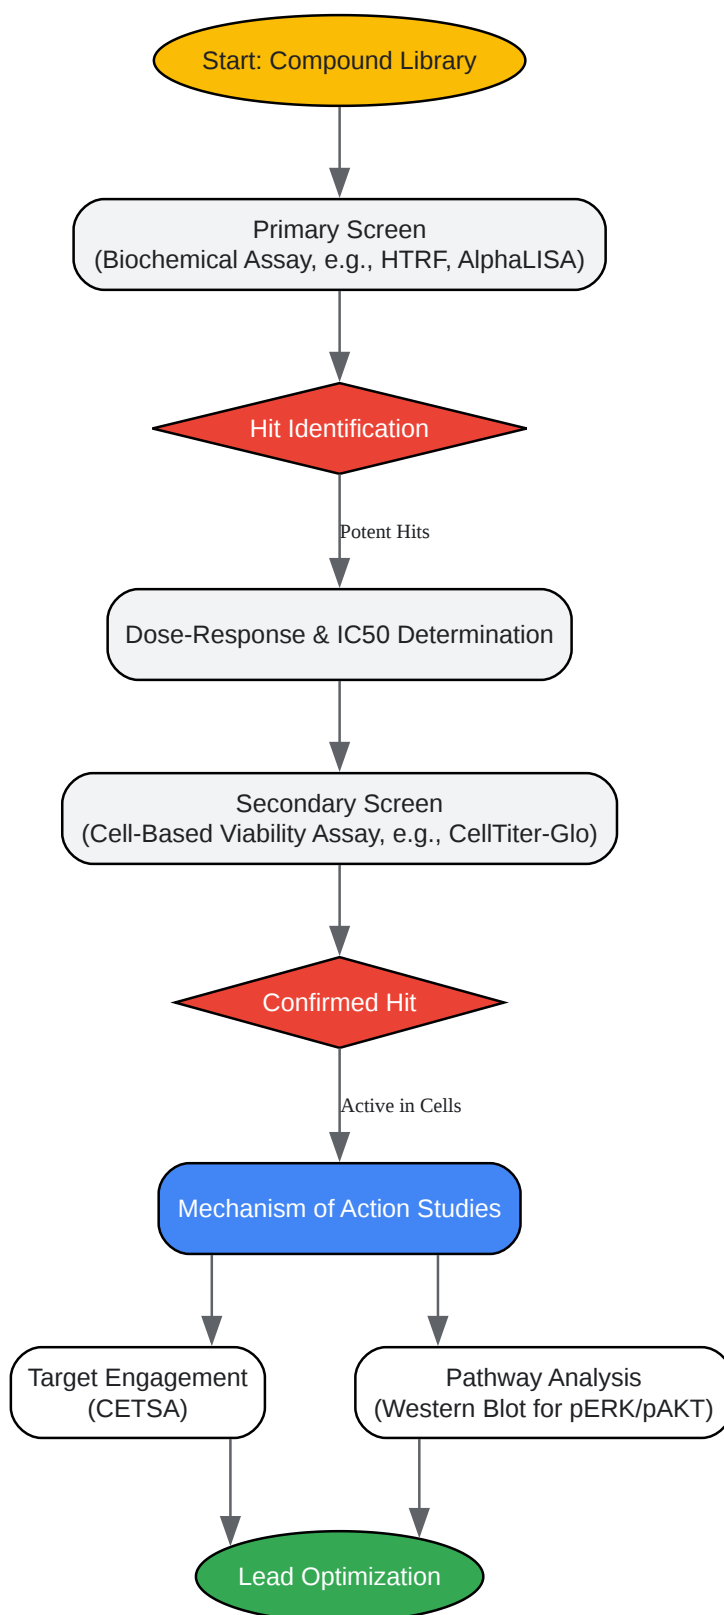 Start: Compound Library
Primary Screen
(Biochemical Assay, e.g., HTRF, AlphaLISA)
Hit Identification
Potent Hits
Dose-Response & IC50 Determination
Secondary Screen
(Cell-Based Viability Assay, e.g., CellTiter-Glo)
Confirmed Hit
Active in Cells
Mechanism of Action Studies
Target Engagement
(CETSA)
Pathway Analysis
(Western Blot for pERK/pAKT)
Lead Optimization